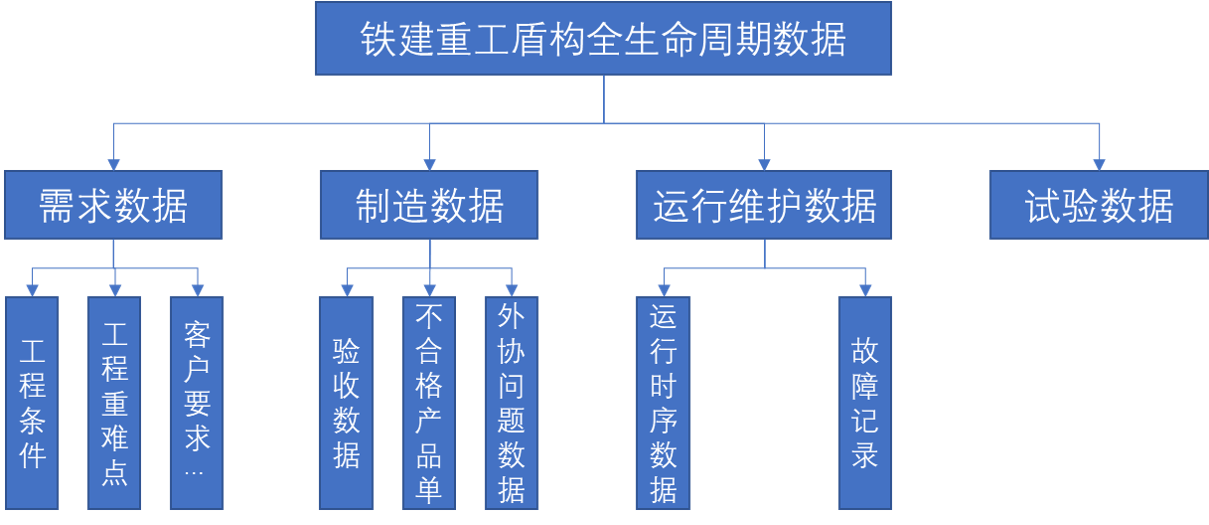 铁建重工盾构全生命周期数据
需求数据
制造数据
运行维护数据
试验数据
工程条件
工程重难点
客户要求…
验收数据
不合格产品单
外协问题数据
运行时序数据
故障记录